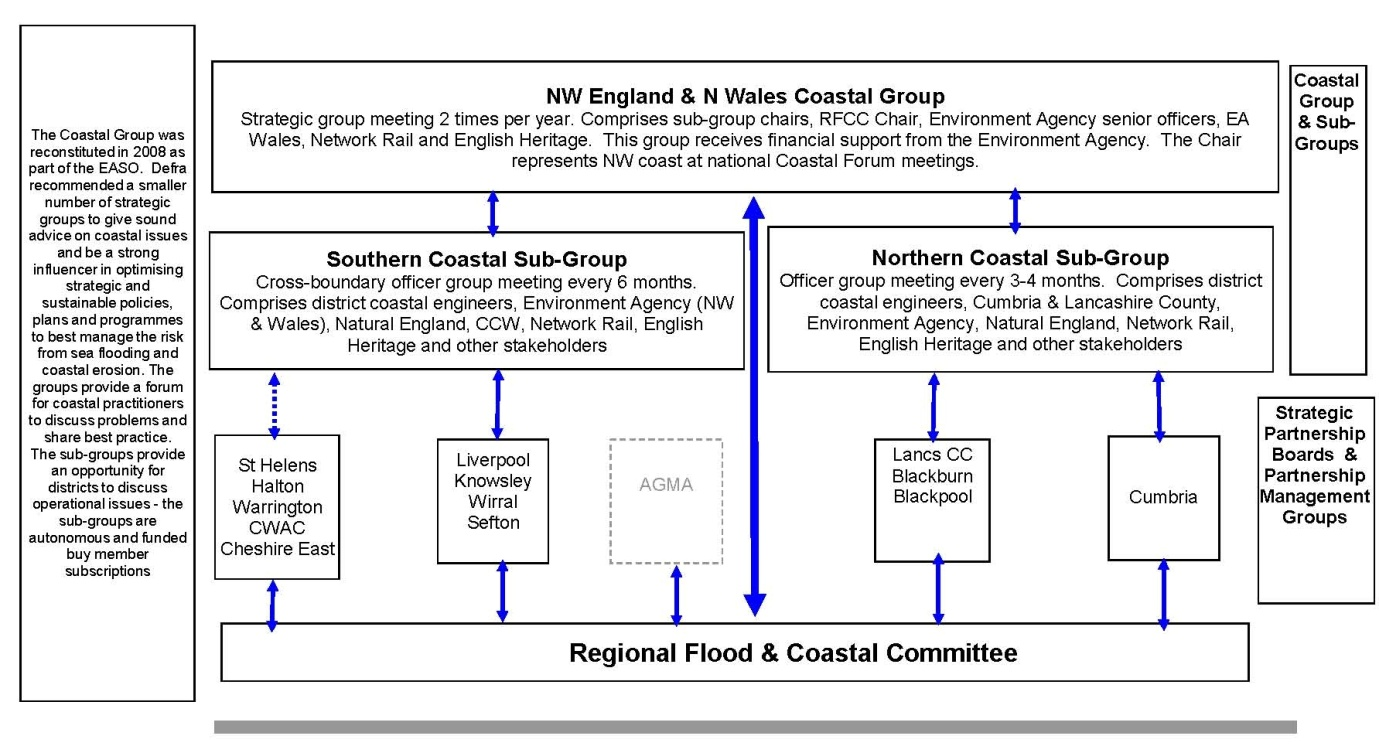 The Coastal Group was
reconstituted in 2008 as
part of the EASO.  Defra
recommended a smaller
number of strategic
groups to give sound
advice on coastal issues
and be a strong
influencer in optimising
strategic and
sustainable policies,
plans and programmes
to best manage the risk
from sea flooding and
coastal erosion. The
groups provide a forum
for coastal practitioners
to discuss problems and
share best practice.
The sub-groups provide
an opportunity for
districts to discuss
operational issues - the
sub-groups are
autonomous and funded
buy member
subscriptions
NW England & N Wales Coastal Group
Strategic group meeting 2 times per year. Comprises sub-group chairs, RFCC Chair, Environment Agency senior officers, EA
Wales, Network Rail and English Heritage.  This group receives financial support from the Environment Agency.  The Chair
represents NW coast at national Coastal Forum meetings.
Coastal
Group
& Sub-
Groups
Southern Coastal Sub-Group
Cross-boundary officer group meeting every 6 months.
Comprises district coastal engineers, Environment Agency (NW
& Wales), Natural England, CCW, Network Rail, English
Heritage and other stakeholders
Northern Coastal Sub-Group
Officer group meeting every 3-4 months.  Comprises district
coastal engineers, Cumbria & Lancashire County,
Environment Agency, Natural England, Network Rail,
English Heritage and other stakeholders
St Helens
Halton
Warrington
CWAC
Cheshire East
Liverpool
Knowsley
Wirral
Sefton
AGMA
Lancs CC
Blackburn
Blackpool
Cumbria
Strategic
Partnership
Boards  &
Partnership
Management
Groups
Regional Flood & Coastal Committee